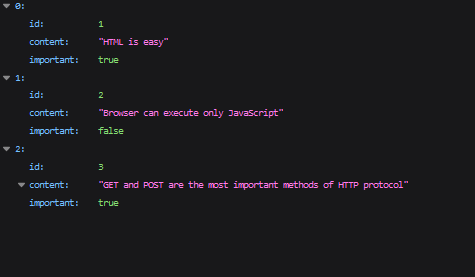 0:
id: 1
content: "HTML is easy"
important: true
1:
id: 2
content: "Browser can execute only JavaScript"
important: false
2:
id: 3
content: "GET and POST are the most important methods of HTTP protocol"
important: true